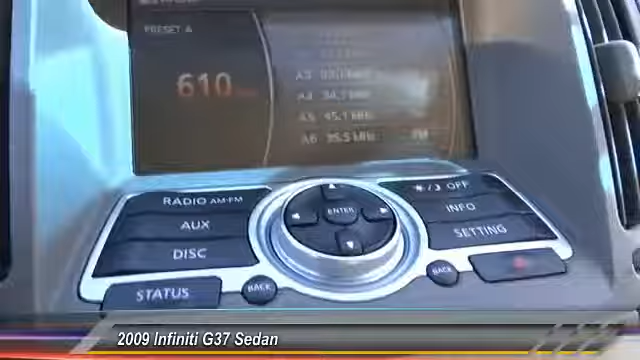 PRESET A
610
A3
A4
A5
A6
RADIO AM·FM
AUX
DISC
STATUS
BACK
ENTER
BACK
OFF
INFO
SETTING
2009 Infiniti G37 Sedan